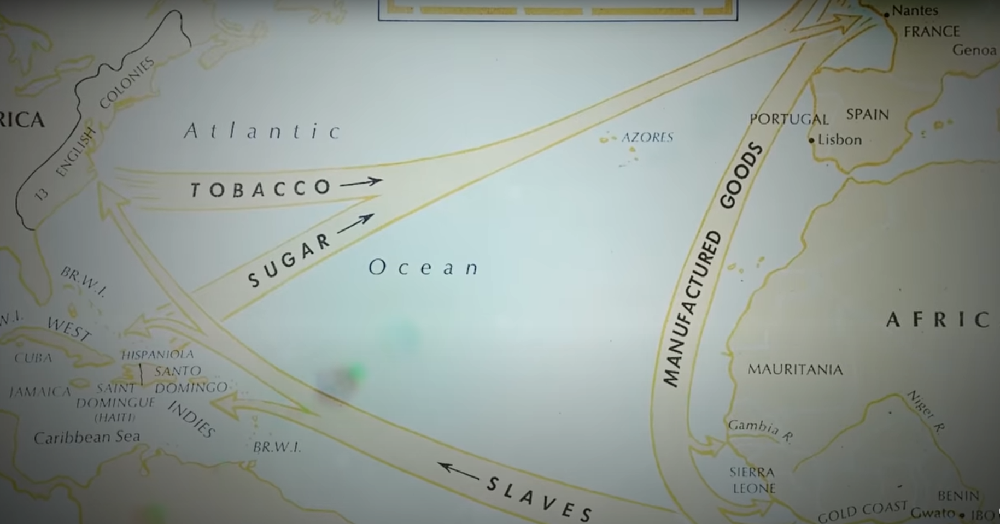 Nantes
FRANCE
Genoa
COLONIES
RICA
ENGLISH
13
Atlantic
AZORES
PORTUGAL
SPAIN
Lisbon
TOBACCO
SUGAR
Ocean
MANUFACTURED GOODS
BR.W.I.
W.I.
WEST
AFRIC
CUBA
HISPANIOLA
SANTO
DOMINGO
JAMAICA
SAINT
DOMINGUE
(HAITI)
INDIES
Caribbean Sea
BR.W.I.
MAURITANIA
Niger R.
Gambia R.
SIERRA
LEONE
SLAVES
BENIN
GOLD COAST
Gwato
IBO